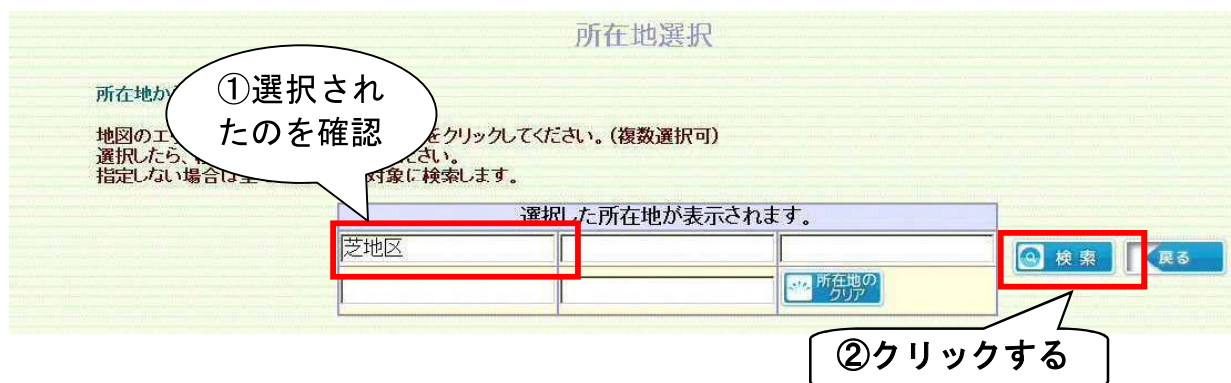 所在地選択
所在地か
①選択され
たのを確認
地図のエ をクリックしてください。(複数選択可)
選択したら、 ださい。
指定しない場合は 対象に検索します。
選択した所在地が表示されます。
芝地区
検索
戻る
所在地の
クリア
②クリックする